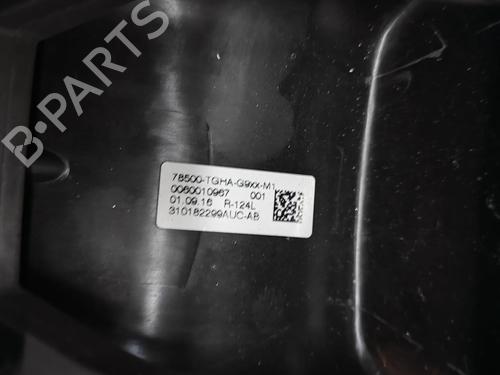 B-PARTS
78500-TGHA-G9xx-M1
0060010967 001
01.09.16 R-124L
310182299AUC-AB